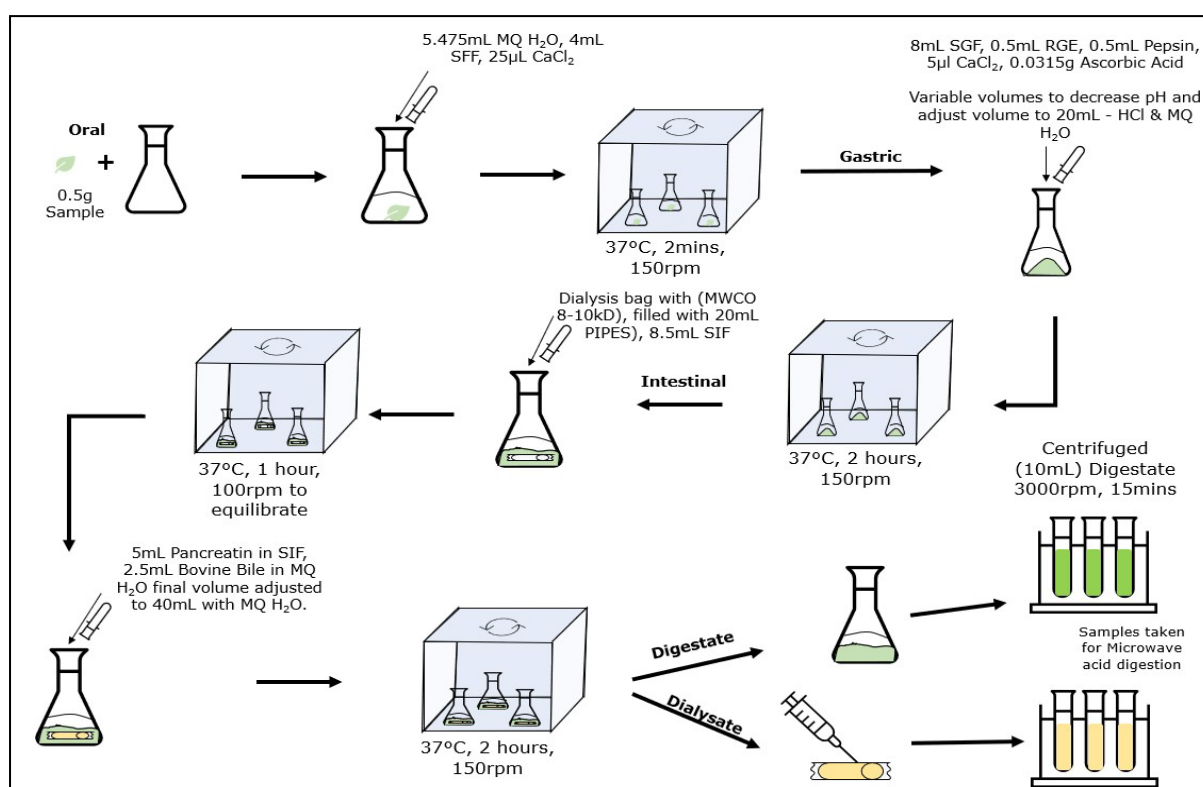 5.475mL MQ H₂O, 4mL
SFF, 25µL CaCl₂
8mL SGF, 0.5mL RGE, 0.5mL Pepsin,
5µl CaCl₂, 0.0315g Ascorbic Acid
Variable volumes to decrease pH and
adjust volume to 20mL - HCl & MQ
H₂O
Oral
+
0.5g
Sample
37°C, 2mins,
150rpm
Gastric
Dialysis bag with (MWCO
8-10kD), filled with 20mL
PIPES), 8.5mL SIF
Intestinal
37°C, 2 hours,
150rpm
37°C, 1 hour,
100rpm to
equilibrate
5mL Pancreatin in SIF,
2.5mL Bovine Bile in MQ
H₂O final volume adjusted
to 40mL with MQ H₂O.
37°C, 2 hours,
150rpm
Digestate
Dialysate
Centrifuged
(10mL) Digestate
3000rpm, 15mins
Samples taken
for Microwave
acid digestion